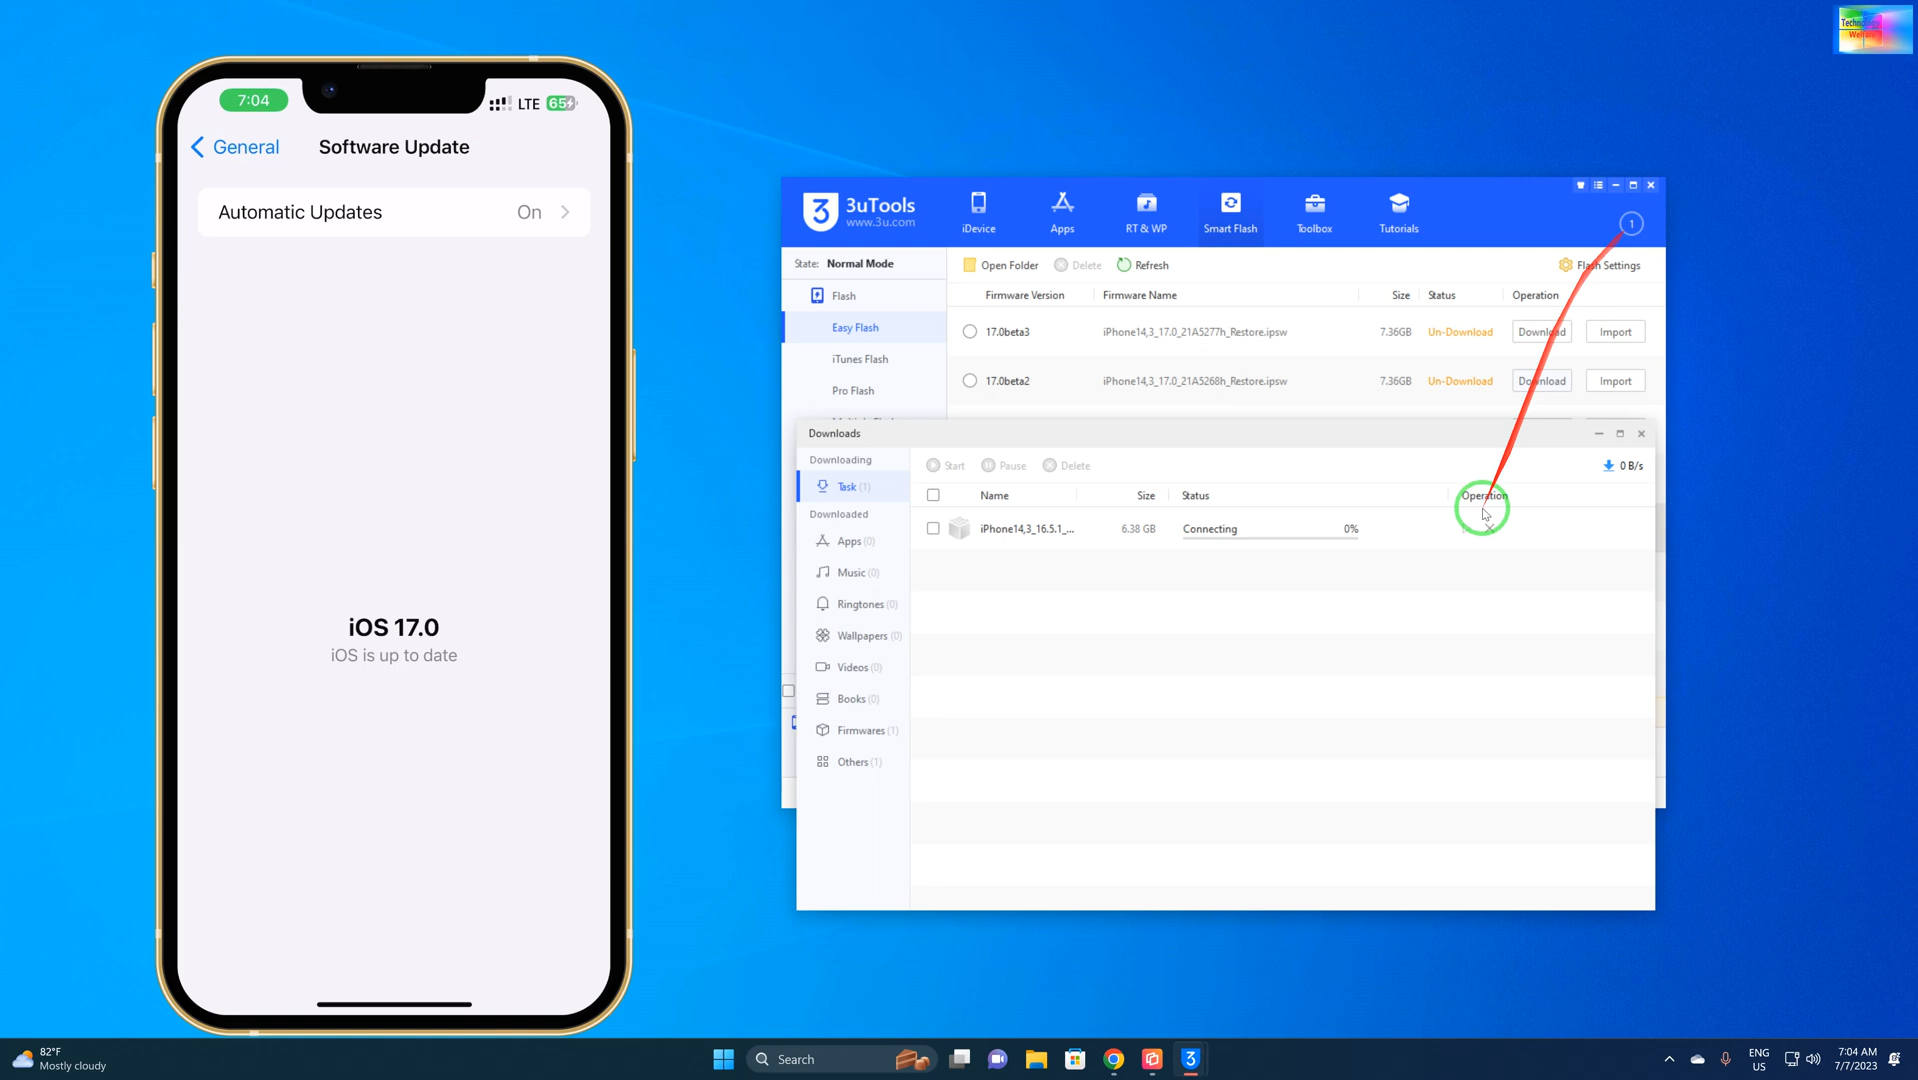 Technology
Welfare
7:04
LTE 65
General
Software Update
Automatic Updates On
iOS 17.0
iOS is up to date
3uTools
www.3u.com
iDevice
Apps
RT & WP
Smart Flash
Toolbox
Tutorials
1
State: Normal Mode
Open Folder
Delete
Refresh
Flash Settings
Flash
Easy Flash
iTunes Flash
Pro Flash
Firmware Version Firmware Name Size Status Operation
17.0beta3 iPhone14,3_17.0_21A5277h_Restore.ipsw 7.36GB Un-Download Download Import
17.0beta2 iPhone14,3_17.0_21A5268h_Restore.ipsw 7.36GB Un-Download Download Import
Downloads
Downloading
Task (1)
Downloaded
Apps (0)
Music (0)
Ringtones (0)
Wallpapers (0)
Videos (0)
Books (0)
Firmwares (1)
Others (1)
Start
Pause
Delete
0 B/s
Name Size Status Operation
iPhone14,3_16.5.1_... 6.38 GB Connecting 0%
82°F
Mostly cloudy
Search
3
ENG
US
7:04 AM
7/7/2023